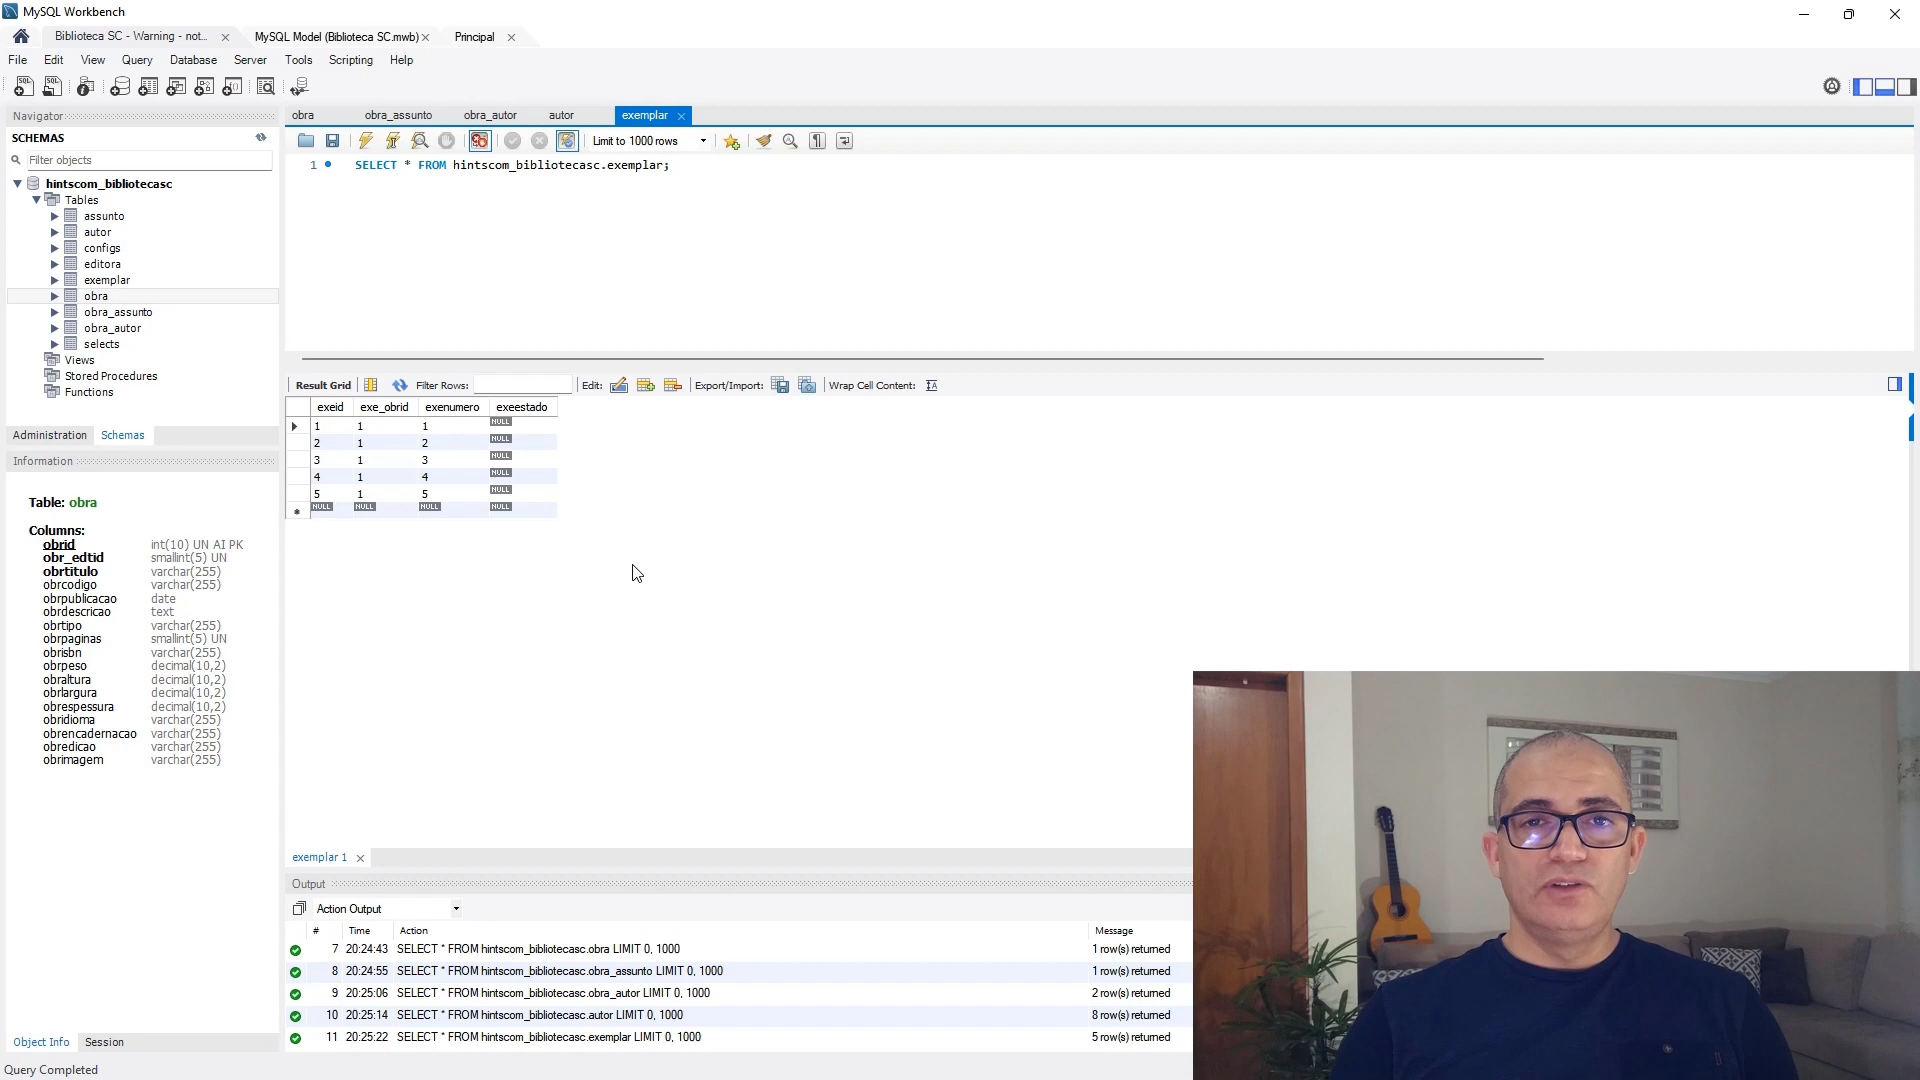 MySQL Workbench
Biblioteca SC - Warning - not...
MySQL Model (Biblioteca SC.mwb)
Principal
File Edit View Query Database Server Tools Scripting Help
Navigator
SCHEMAS
Filter objects
hintscom_bibliotecasc
Tables
assunto
autor
configs
editora
exemplar
obra
obra_assunto
obra_autor
selects
Views
Stored Procedures
Functions
Administration Schemas
Information
Table: obra
Columns:
obrid int(10) UN AI PK
obr_edtid smallint(5) UN
obrtitulo varchar(255)
obrcodigo varchar(255)
obrpublicacao date
obrdescricao text
obrtipo varchar(255)
obrpaginas smallint(5) UN
obrisbn varchar(255)
obrpeso decimal(10,2)
obraltura decimal(10,2)
obrlargura decimal(10,2)
obrespessura decimal(10,2)
obridioma varchar(255)
obrencadernacao varchar(255)
obredicao varchar(255)
obrimagem varchar(255)
Object Info Session
Query Completed
obra obra_assunto obra_autor autor exemplar
Limit to 1000 rows
1 SELECT * FROM hintscom_bibliotecasc.exemplar;
Result Grid Filter Rows: Edit: Export/Import: Wrap Cell Content:
exeid exe_obrid exenumero exeestado
1 1 1 NULL
2 1 2 NULL
3 1 3 NULL
4 1 4 NULL
5 1 5 NULL
NULL NULL NULL NULL
exemplar 1
Output
Action Output
# Time Action Message
7 20:24:43 SELECT * FROM hintscom_bibliotecasc.obra LIMIT 0, 1000 1 row(s) returned
8 20:24:55 SELECT * FROM hintscom_bibliotecasc.obra_assunto LIMIT 0, 1000 1 row(s) returned
9 20:25:06 SELECT * FROM hintscom_bibliotecasc.obra_autor LIMIT 0, 1000 2 row(s) returned
10 20:25:14 SELECT * FROM hintscom_bibliotecasc.autor LIMIT 0, 1000 8 row(s) returned
11 20:25:22 SELECT * FROM hintscom_bibliotecasc.exemplar LIMIT 0, 1000 5 row(s) returned